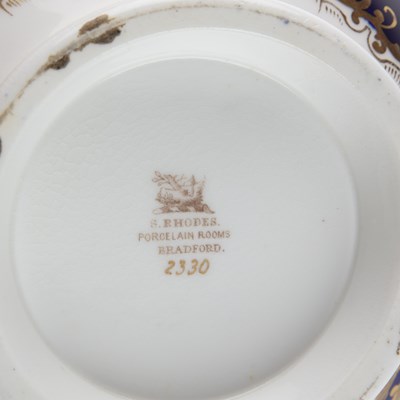 S. RHODES.
PORCELAIN ROOMS
BRADFORD.
2330